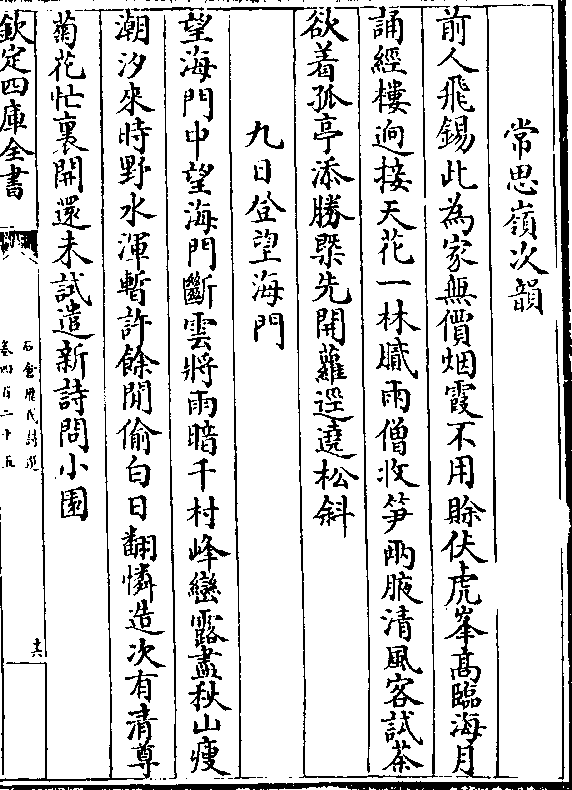 常思嶺次韻
前人飛錫此為家無價烟霞不用賒伏虎峯高臨海月
誦經樓逈接天花一林膩雨僧收笋兩腋清風客試茶
欲着孤亭添勝槩先開蘿逕遶松斜
九日登望海門
望海門中望海門斷雲將雨暗千村峰巒露盡秋山瘦
潮汐來時野水渾暫許餘閒偷白日翻憐造次有清尊
菊花忙裏開還未試遣新詩問小園
欽定四庫全書
石倉歷代詩選
卷四百二十五
十六